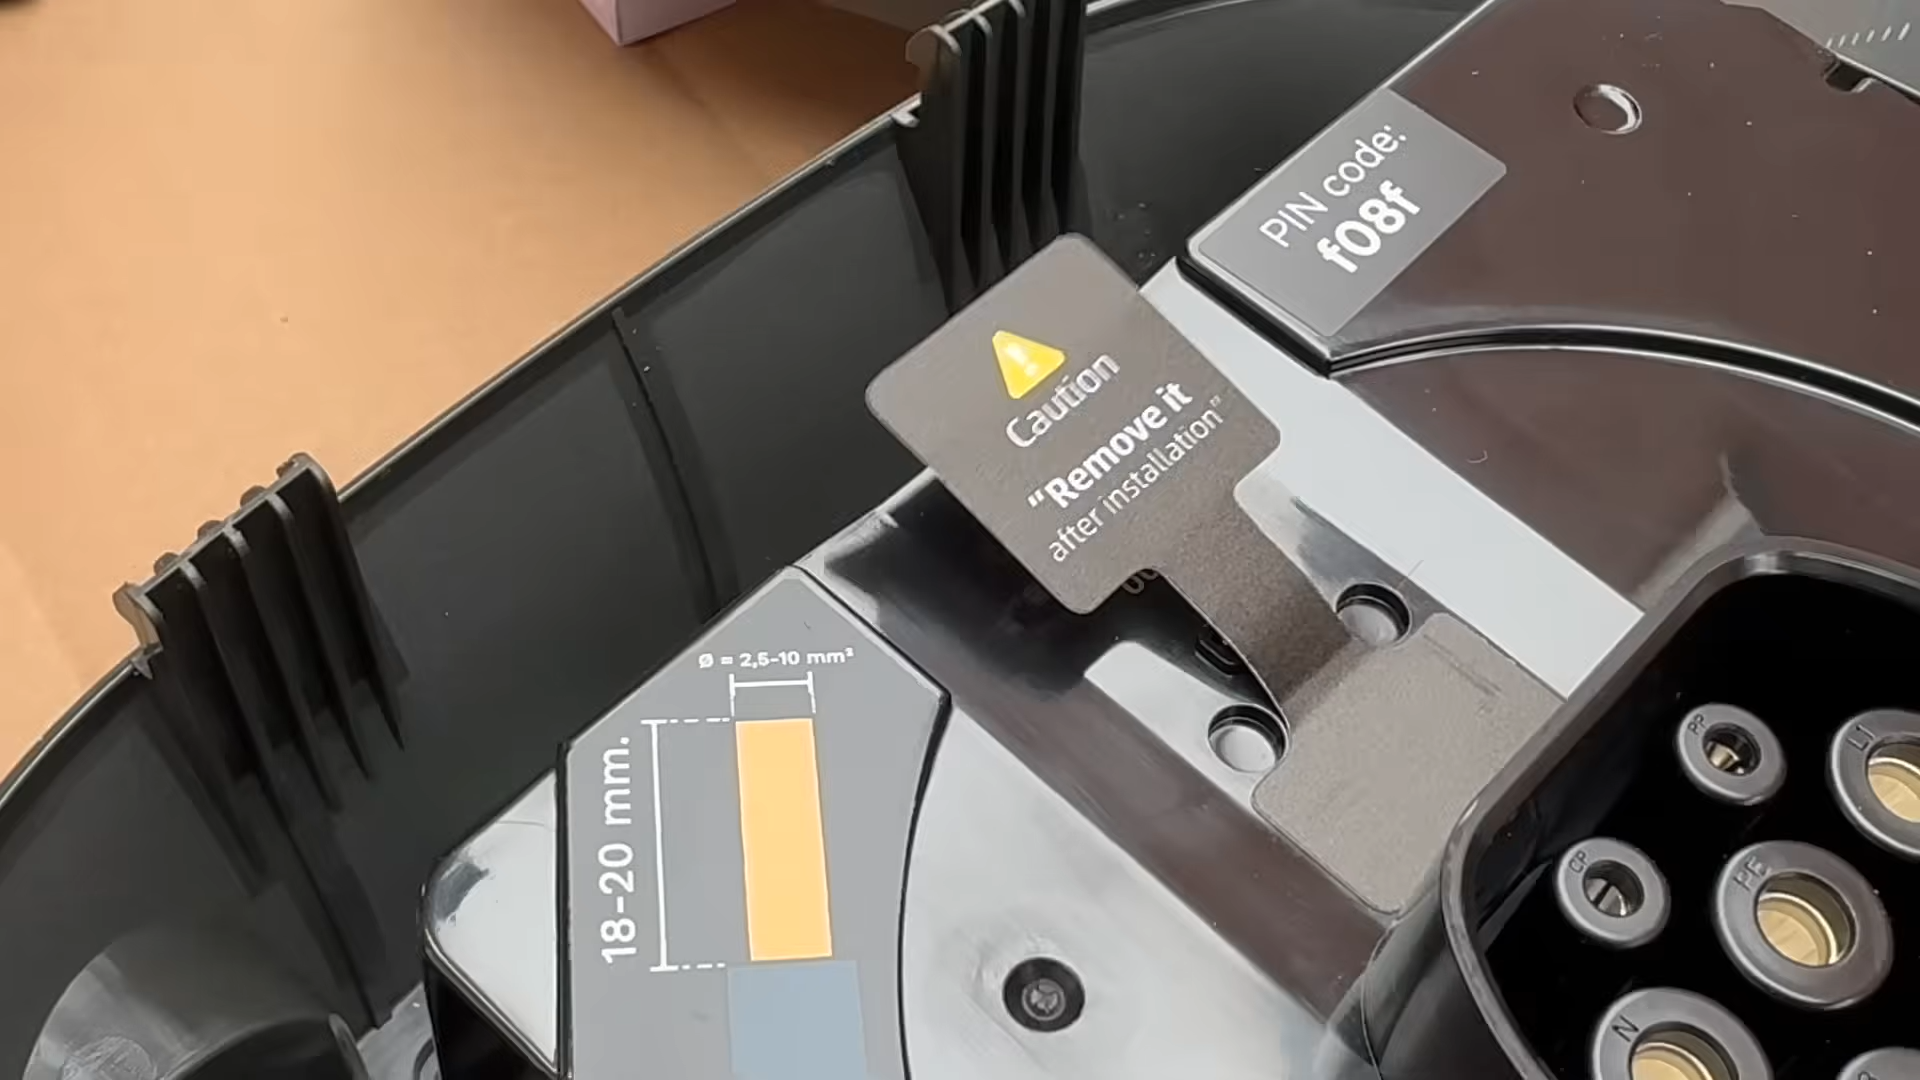 PIN code:
f08f
Caution
"Remove it
after installation"
Ø = 2,5-10 mm²
18-20 mm.
PP
L1
CP
PE
N